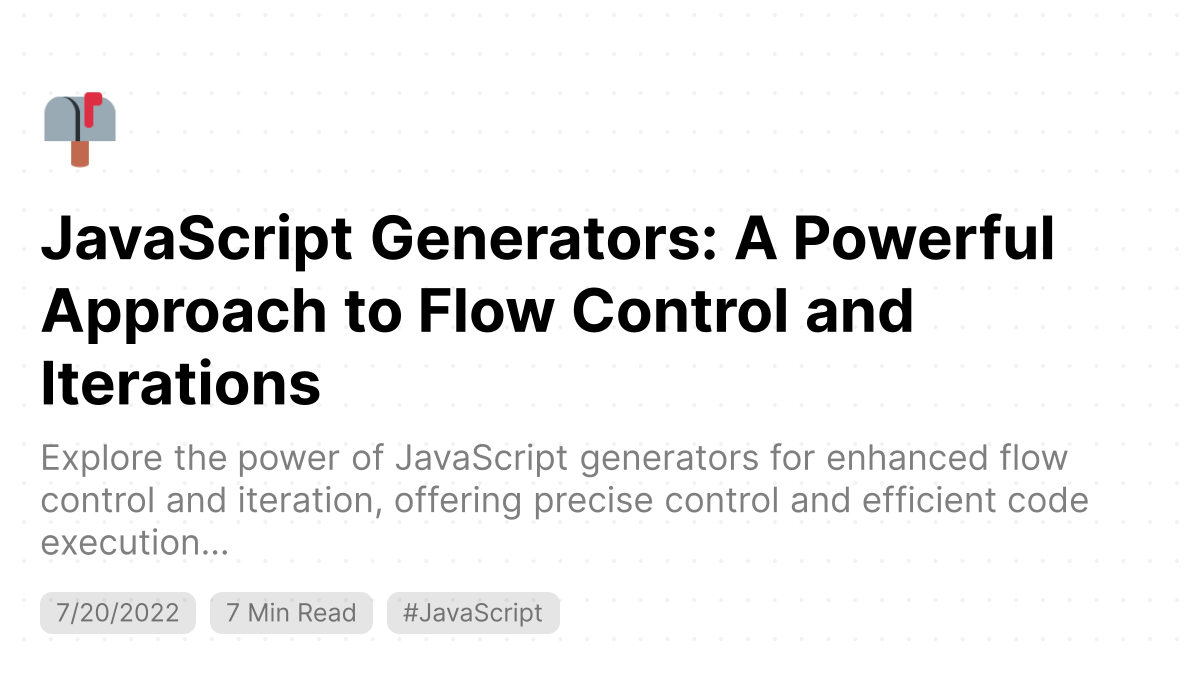 JavaScript Generators: A Powerful
Approach to Flow Control and
Iterations
Explore the power of JavaScript generators for enhanced flow
control and iteration, offering precise control and efficient code
execution...
7/20/2022 7 Min Read #JavaScript